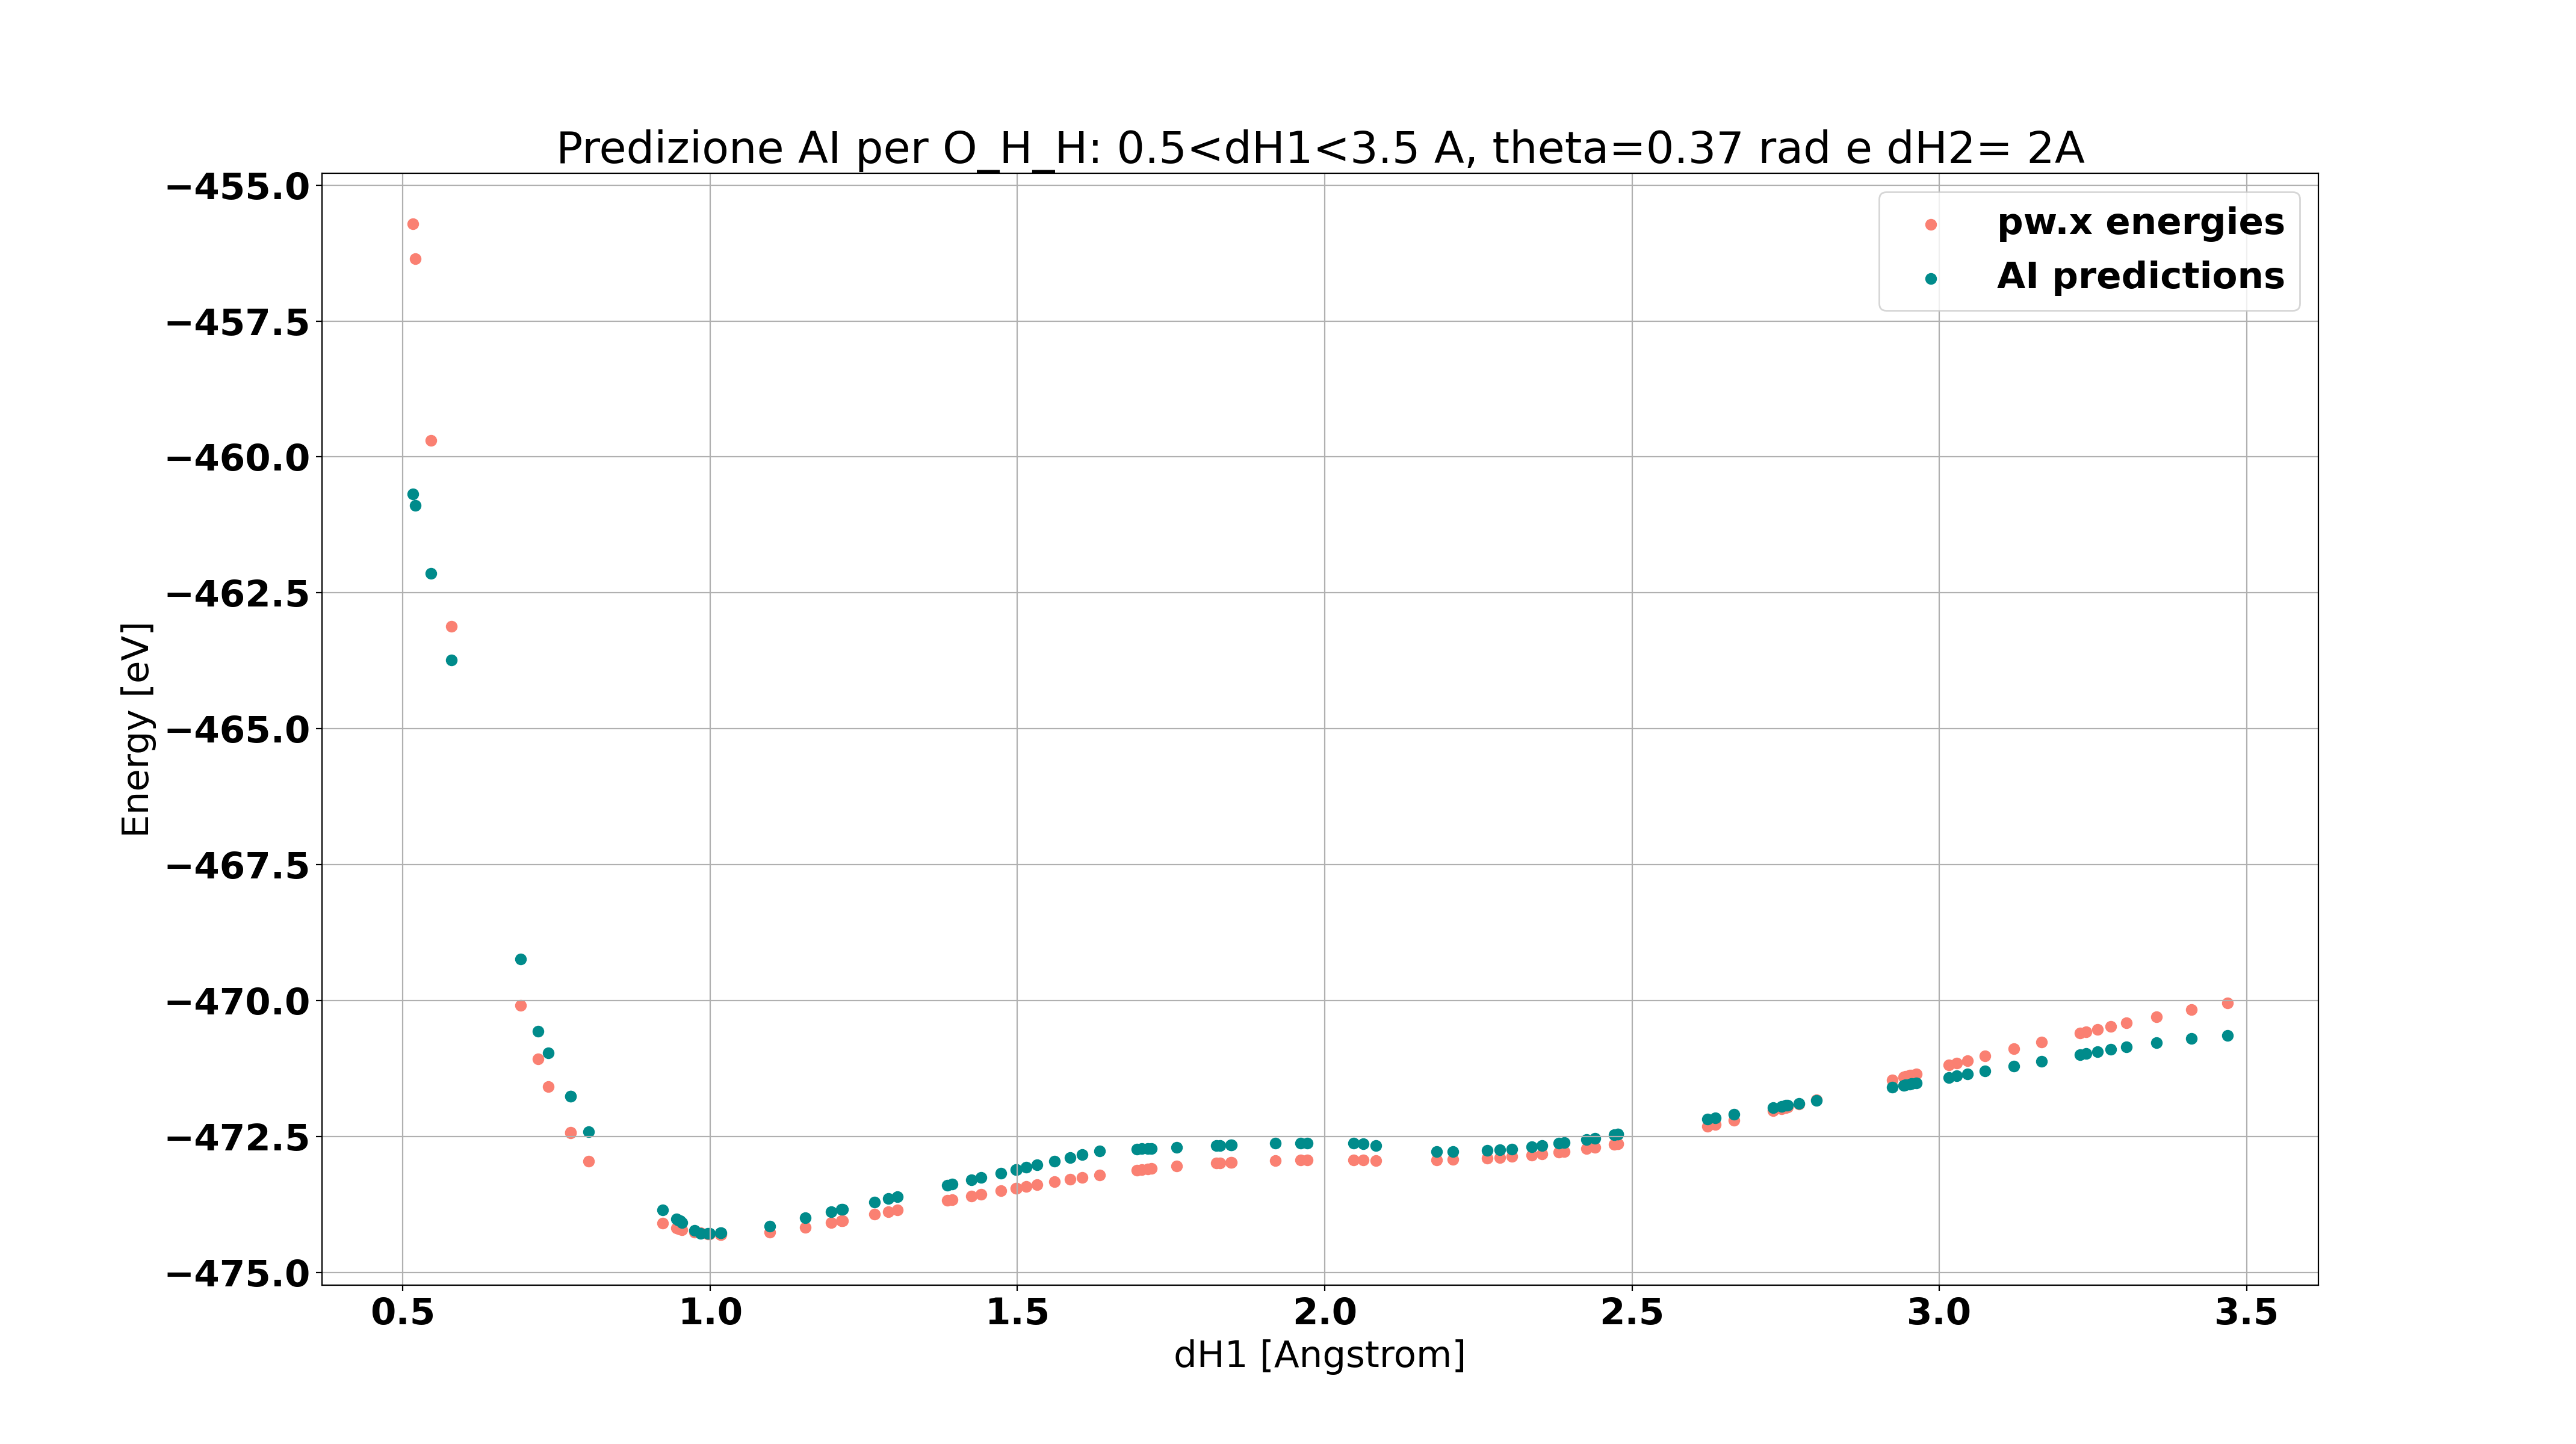 Predizione AI per O_H_H: 0.5<dH1<3.5 A, theta=0.37 rad e dH2= 2A
−455.0
−457.5
−460.0
−462.5
−465.0
−467.5
−470.0
−472.5
−475.0
Energy [eV]
pw.x energies
AI predictions
0.5 1.0 1.5 2.0 2.5 3.0 3.5
dH1 [Angstrom]